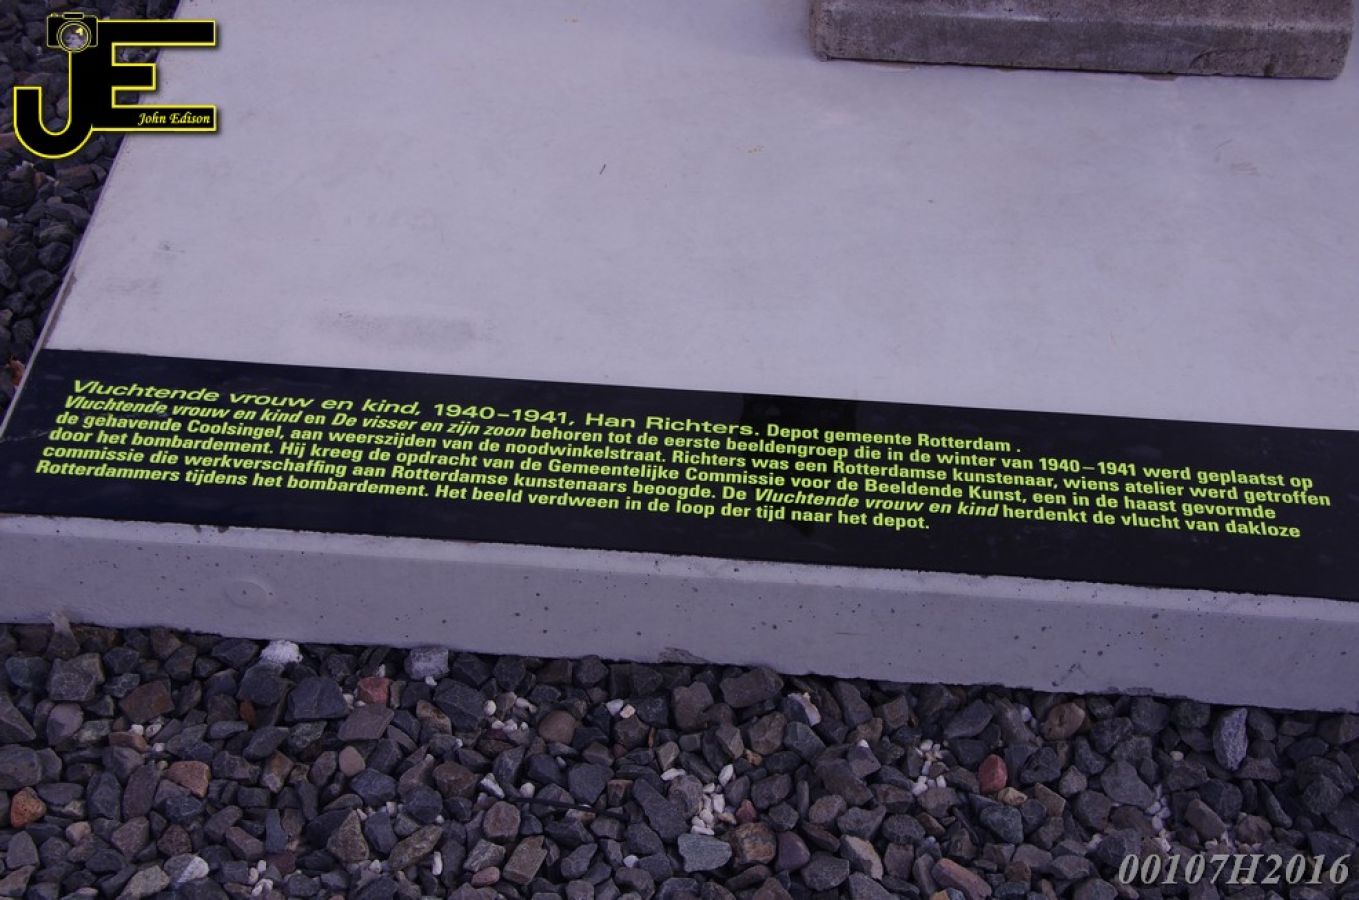 JE
John Edison
Vluchtende vrouw en kind, 1940–1941, Han Richters. Depot gemeente Rotterdam .
Vluchtende vrouw en kind en De visser en zijn zoon behoren tot de eerste beeldengroep die in de winter van 1940–1941 werd geplaatst op
de gehavende Coolsingel, aan weerszijden van de noodwinkelstraat. Richters was een Rotterdamse kunstenaar, wiens atelier werd getroffen
door het bombardement. Hij kreeg de opdracht van de Gemeentelijke Commissie voor de Beeldende Kunst, een in de haast gevormde
commissie die werkverschaffing aan Rotterdamse kunstenaars beoogde. De Vluchtende vrouw en kind herdenkt de vlucht van dakloze
Rotterdammers tijdens het bombardement. Het beeld verdween in de loop der tijd naar het depot.
00107H2016